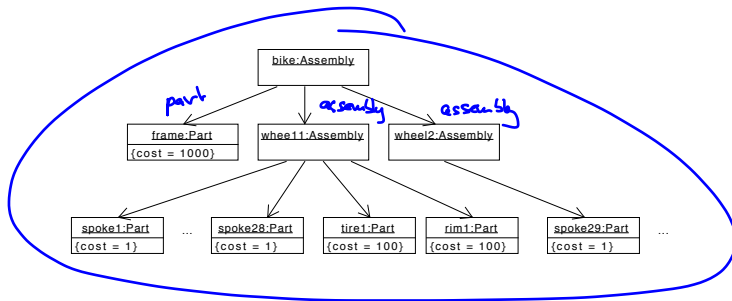 bike:Assembly
part
assembly
assembly
frame:Part
{cost = 1000}
whee11:Assembly
wheel2:Assembly
spoke1:Part
{cost = 1}
...
spoke28:Part
{cost = 1}
tire1:Part
{cost = 100}
rim1:Part
{cost = 100}
spoke29:Part
{cost = 1}
...